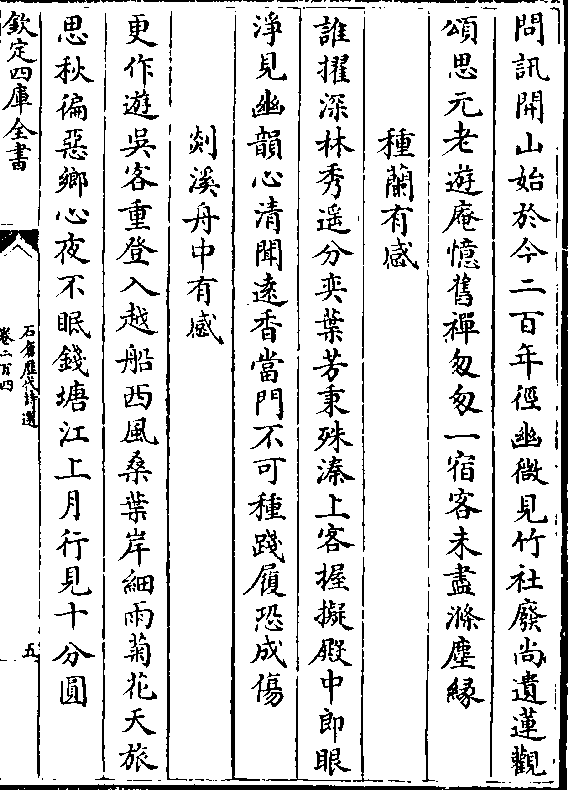 問訊開山始於今二百年徑幽微見竹社廢尚遺蓮觀
頌思元老遊庵憶舊禪匆匆一宿客未盡滌塵緣
種蘭有感
誰擢深林秀遥分奕葉芳秉殊溱上客握擬殿中郎眼
淨見幽韻心清聞逺香當門不可種踐履恐成傷
剡溪舟中有感
更作遊吳客重登入越船西風桑葉岸細雨菊花天旅
思秋徧惡鄉心夜不眠錢塘江上月行見十分圓
欽定四庫全書
石倉歷代詩選
卷二百四
五